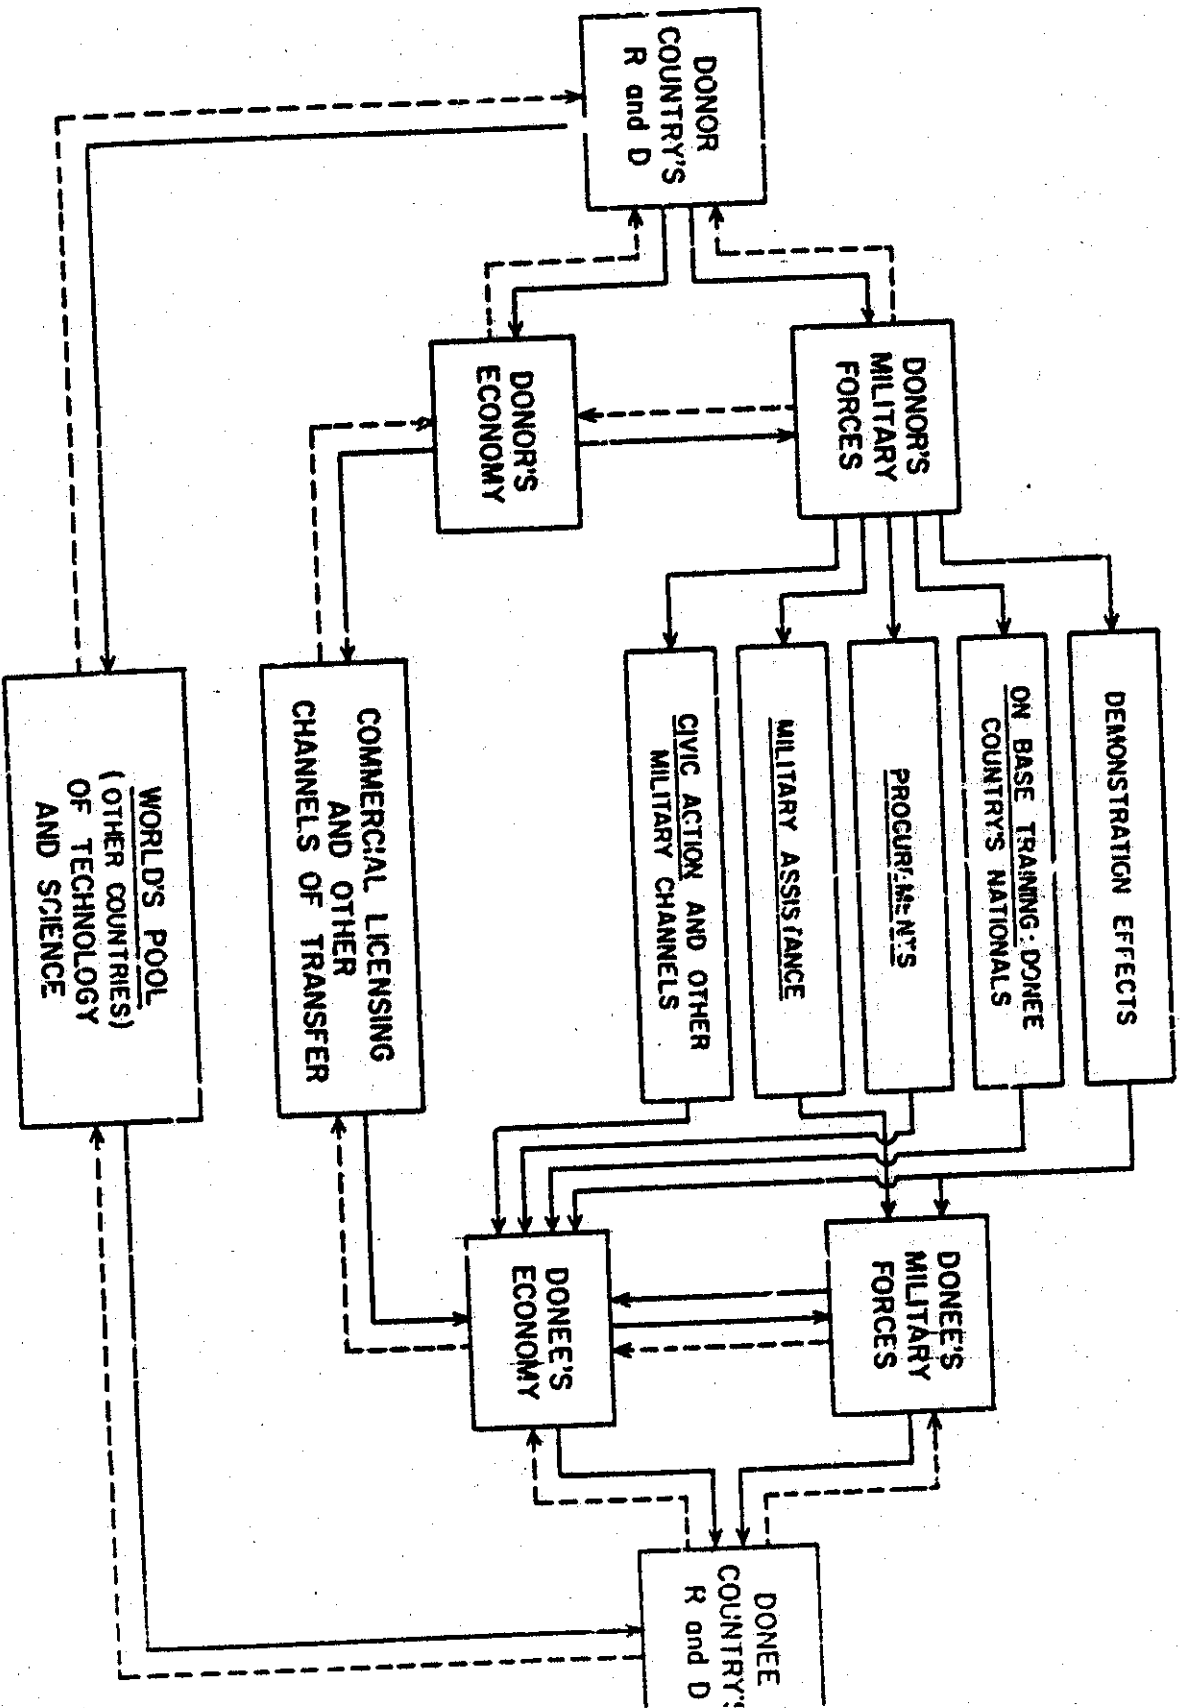 DONOR
COUNTRY'S
R and D
DONOR'S
MILITARY
FORCES
DONOR'S
ECONOMY
DEMONSTRATION EFFECTS
ON BASE TRAINING-DONEE
COUNTRY'S NATIONALS
PROCUREMENTS
MILITARY ASSISTANCE
CIVIC ACTION AND OTHER
MILITARY CHANNELS
COMMERCIAL LICENSING
AND OTHER
CHANNELS OF TRANSFER
WORLD'S POOL
(OTHER COUNTRIES)
OF TECHNOLOGY
AND SCIENCE
DONEE'S
MILITARY
FORCES
DONEE'S
ECONOMY
DONEE
COUNTRY'S
R and D